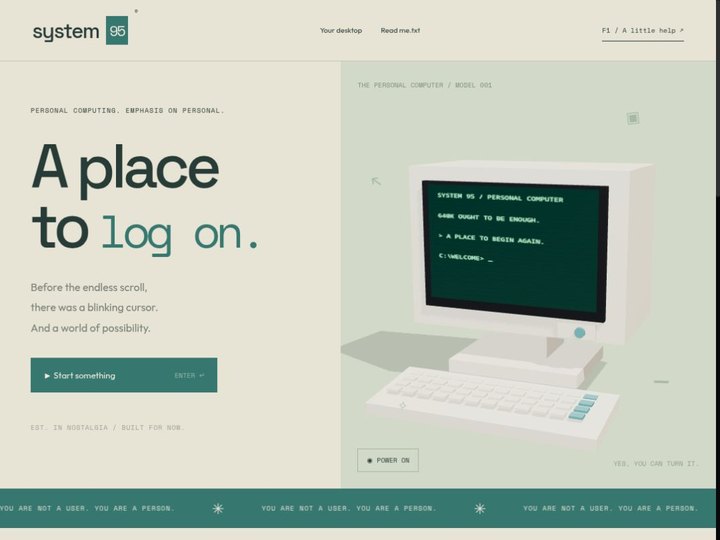 system 95
Your desktop
Read me.txt
F1 / A little help ↗
PERSONAL COMPUTING. EMPHASIS ON PERSONAL.
A place
to log on.
Before the endless scroll,
there was a blinking cursor.
And a world of possibility.
▶ Start something ENTER ↵
EST. IN NOSTALGIA / BUILT FOR NOW.
THE PERSONAL COMPUTER / MODEL 001
SYSTEM 95 / PERSONAL COMPUTER
640K OUGHT TO BE ENOUGH.
> A PLACE TO BEGIN AGAIN.
C:\WELCOME> _
◉ POWER ON
YES, YOU CAN TURN IT.
YOU ARE NOT A USER. YOU ARE A PERSON. ✳ YOU ARE NOT A USER. YOU ARE A PERSON. ✳ YOU ARE NOT A USER. YOU ARE A PERSON.